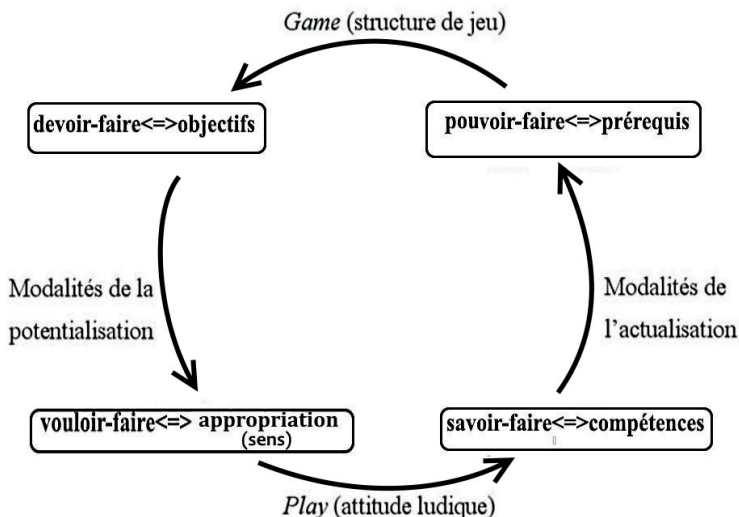 Game (structure de jeu)
devoir-faire<=>objectifs
pouvoir-faire<=>prérequis
Modalités de la
potentialisation
Modalités de
l'actualisation
vouloir-faire<=> appropriation
(sens)
savoir-faire<=>compétences
Play (attitude ludique)